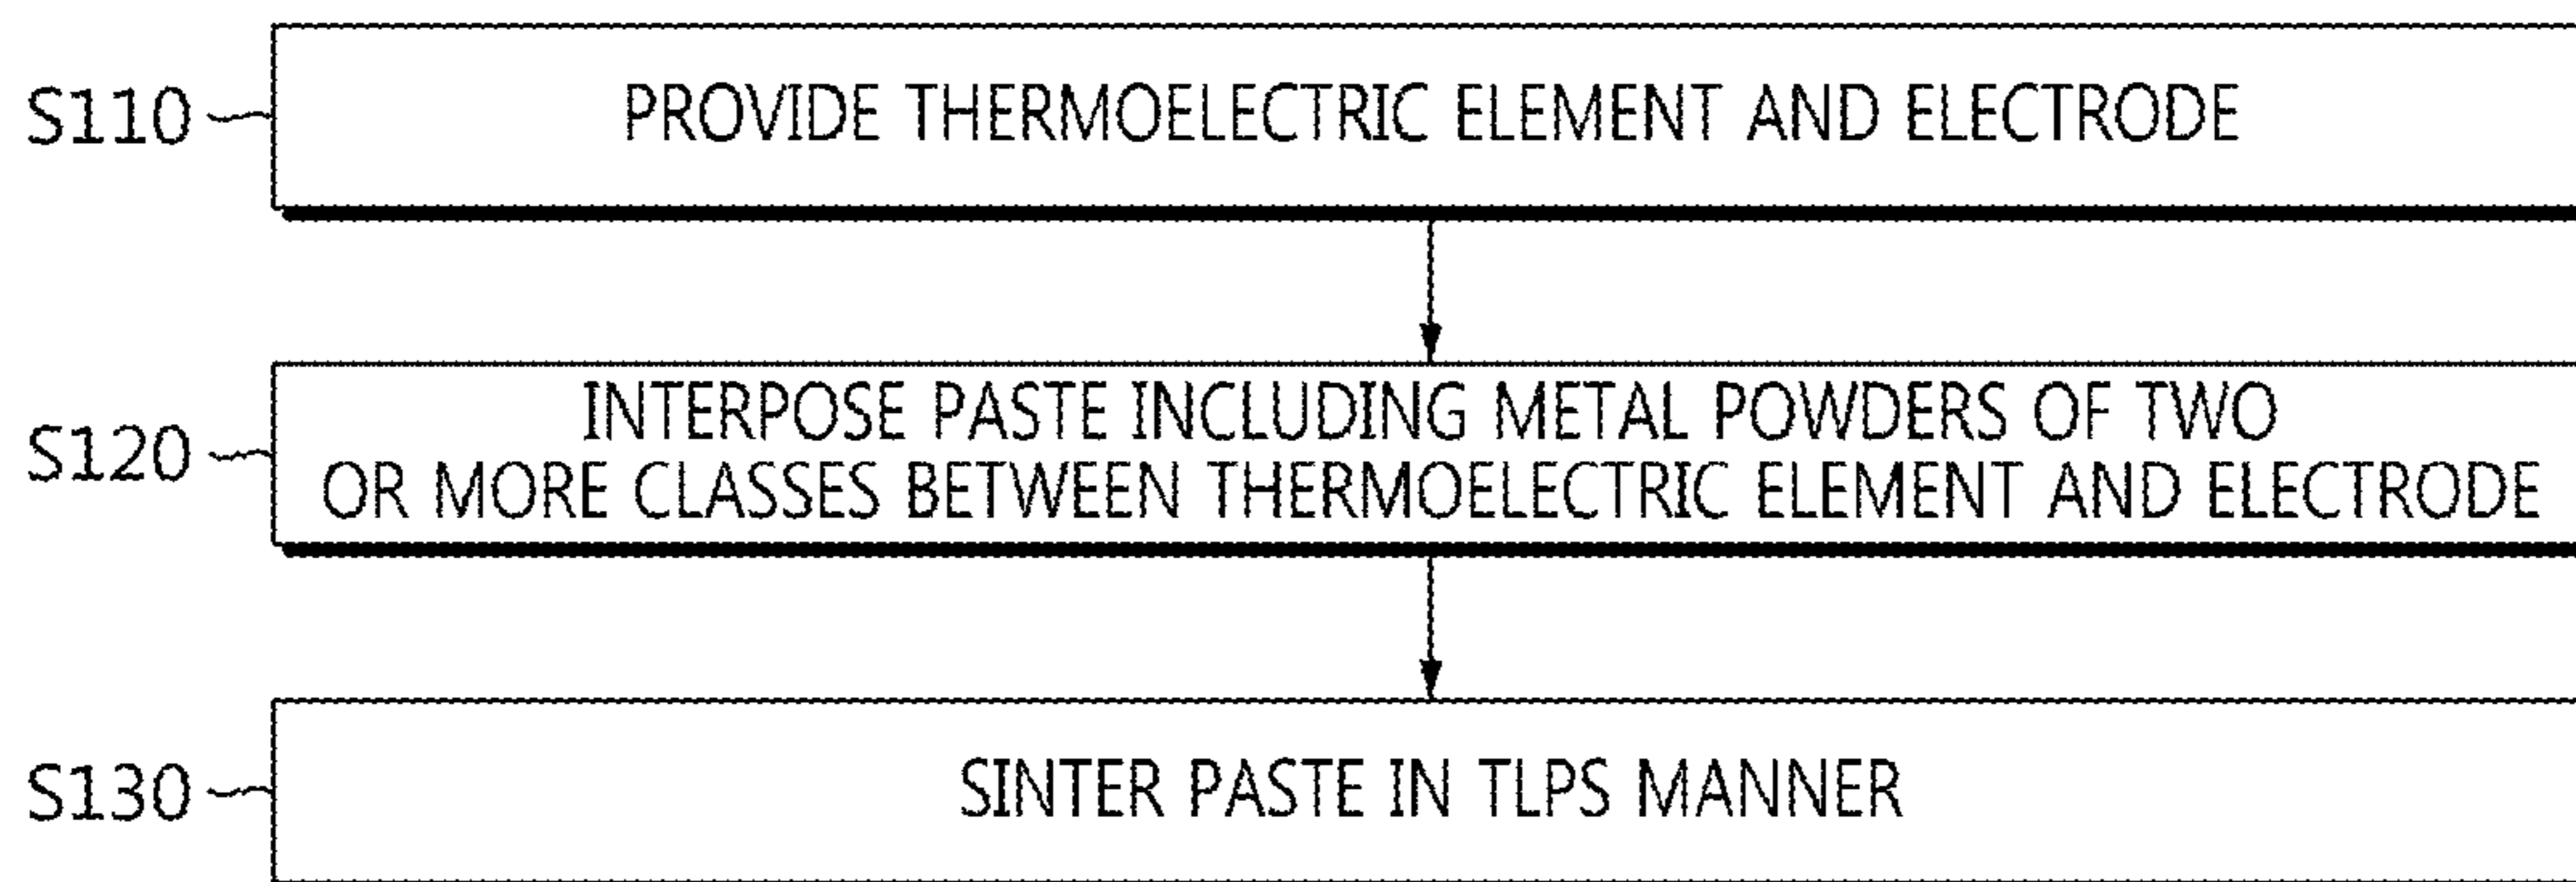 S110
PROVIDE THERMOELECTRIC ELEMENT AND ELECTRODE
S120
INTERPOSE PASTE INCLUDING METAL POWDERS OF TWO
OR MORE CLASSES BETWEEN THERMOELECTRIC ELEMENT AND ELECTRODE
S130
SINTER PASTE IN TLPS MANNER